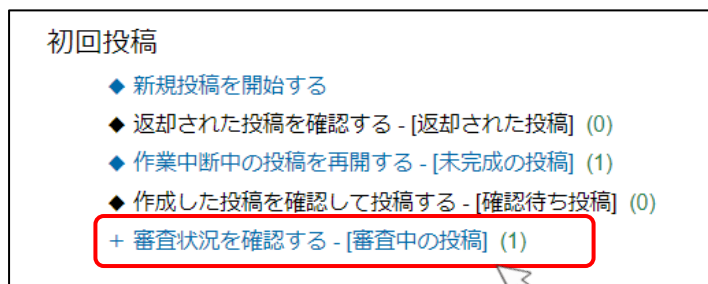 初回投稿
◆ 新規投稿を開始する
◆ 返却された投稿を確認する - [返却された投稿] (0)
◆ 作業中断中の投稿を再開する - [未完成の投稿] (1)
◆ 作成した投稿を確認して投稿する - [確認待ち投稿] (0)
+ 審査状況を確認する - [審査中の投稿] (1)